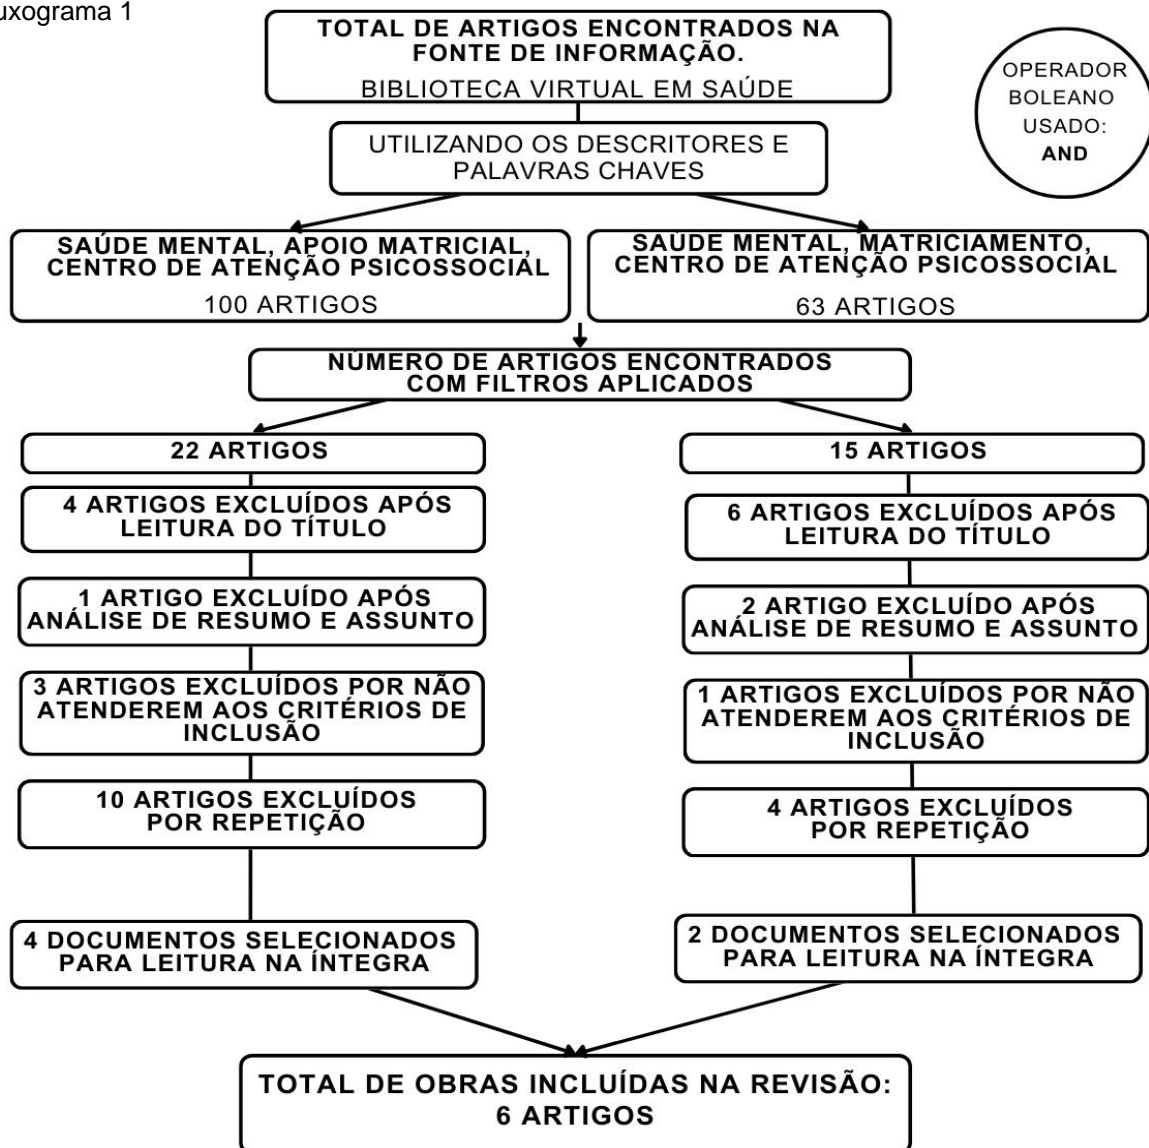 uxograma 1
TOTAL DE ARTIGOS ENCONTRADOS NA
FONTE DE INFORMAÇÃO.
BIBLIOTECA VIRTUAL EM SAÚDE
OPERADOR
BOLEANO
USADO:
AND
UTILIZANDO OS DESCRITORES E
PALAVRAS CHAVES
SAÚDE MENTAL, APOIO MATRICIAL,
CENTRO DE ATENÇÃO PSICOSSOCIAL
100 ARTIGOS
SAÚDE MENTAL, MATRICIAMENTO,
CENTRO DE ATENÇÃO PSICOSSOCIAL
63 ARTIGOS
NÚMERO DE ARTIGOS ENCONTRADOS
COM FILTROS APLICADOS
22 ARTIGOS
4 ARTIGOS EXCLUÍDOS APÓS
LEITURA DO TÍTULO
1 ARTIGO EXCLUÍDO APÓS
ANÁLISE DE RESUMO E ASSUNTO
3 ARTIGOS EXCLUÍDOS POR NÃO
ATENDEREM AOS CRITÉRIOS DE
INCLUSÃO
10 ARTIGOS EXCLUÍDOS
POR REPETIÇÃO
4 DOCUMENTOS SELECIONADOS
PARA LEITURA NA ÍNTEGRA
15 ARTIGOS
6 ARTIGOS EXCLUÍDOS APÓS
LEITURA DO TÍTULO
2 ARTIGO EXCLUÍDO APÓS
ANÁLISE DE RESUMO E ASSUNTO
1 ARTIGOS EXCLUÍDOS POR NÃO
ATENDEREM AOS CRITÉRIOS DE
INCLUSÃO
4 ARTIGOS EXCLUÍDOS
POR REPETIÇÃO
2 DOCUMENTOS SELECIONADOS
PARA LEITURA NA ÍNTEGRA
TOTAL DE OBRAS INCLUÍDAS NA REVISÃO:
6 ARTIGOS